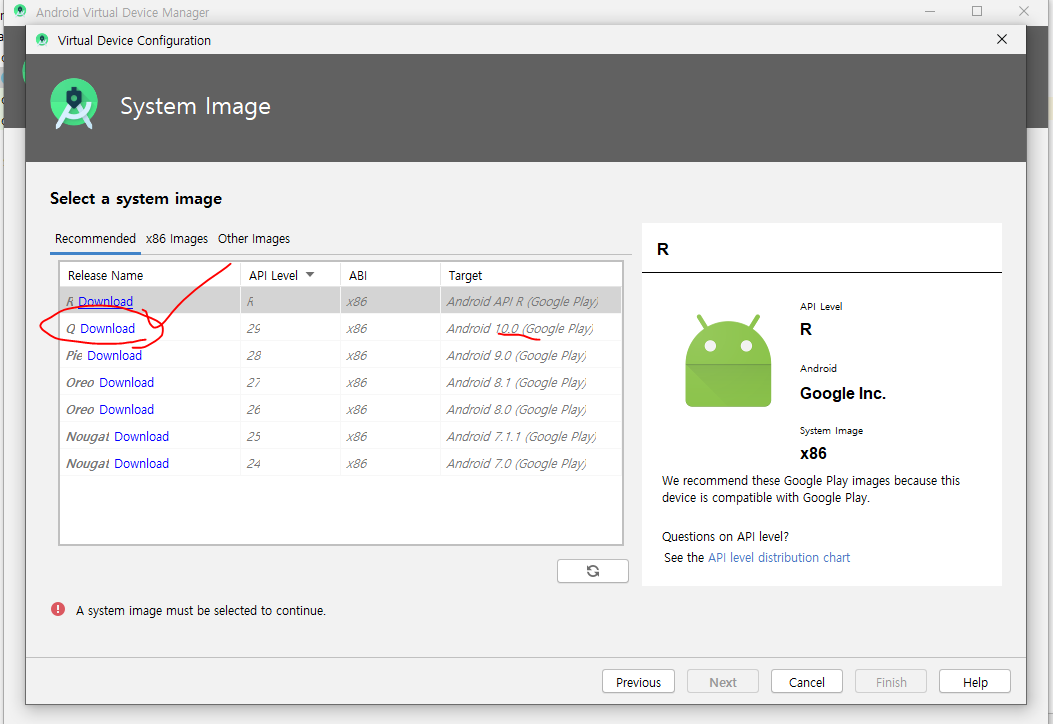 Android Virtual Device Manager
Virtual Device Configuration
System Image
Select a system image
Recommended x86 Images Other Images
Release Name API Level ABI Target
R Download R x86 Android API R (Google Play)
Q Download 29 x86 Android 10.0 (Google Play)
Pie Download 28 x86 Android 9.0 (Google Play)
Oreo Download 27 x86 Android 8.1 (Google Play)
Oreo Download 26 x86 Android 8.0 (Google Play)
Nougat Download 25 x86 Android 7.1.1 (Google Play)
Nougat Download 24 x86 Android 7.0 (Google Play)
R
API Level
R
Android
Google Inc.
System Image
x86
We recommend these Google Play images because this
device is compatible with Google Play.
Questions on API level?
See the API level distribution chart
A system image must be selected to continue.
Previous Next Cancel Finish Help